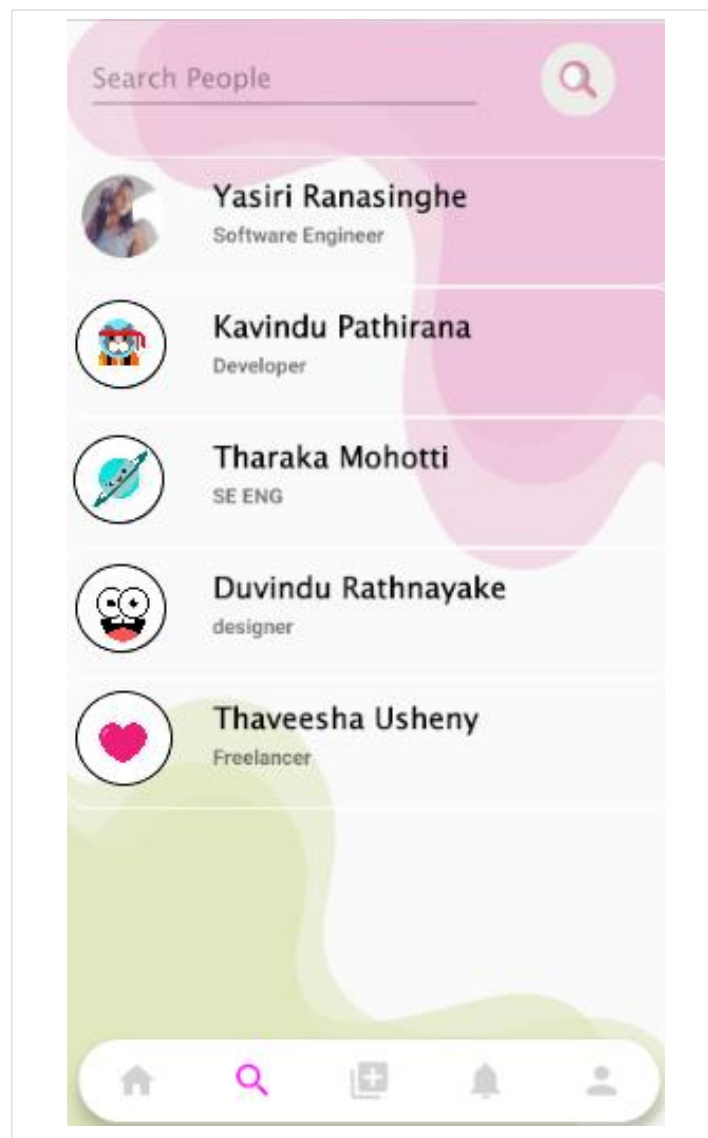 Search People
Yasiri Ranasinghe
Software Engineer
Kavindu Pathirana
Developer
Tharaka Mohotti
SE ENG
Duvindu Rathnayake
designer
Thaveesha Usheny
Freelancer